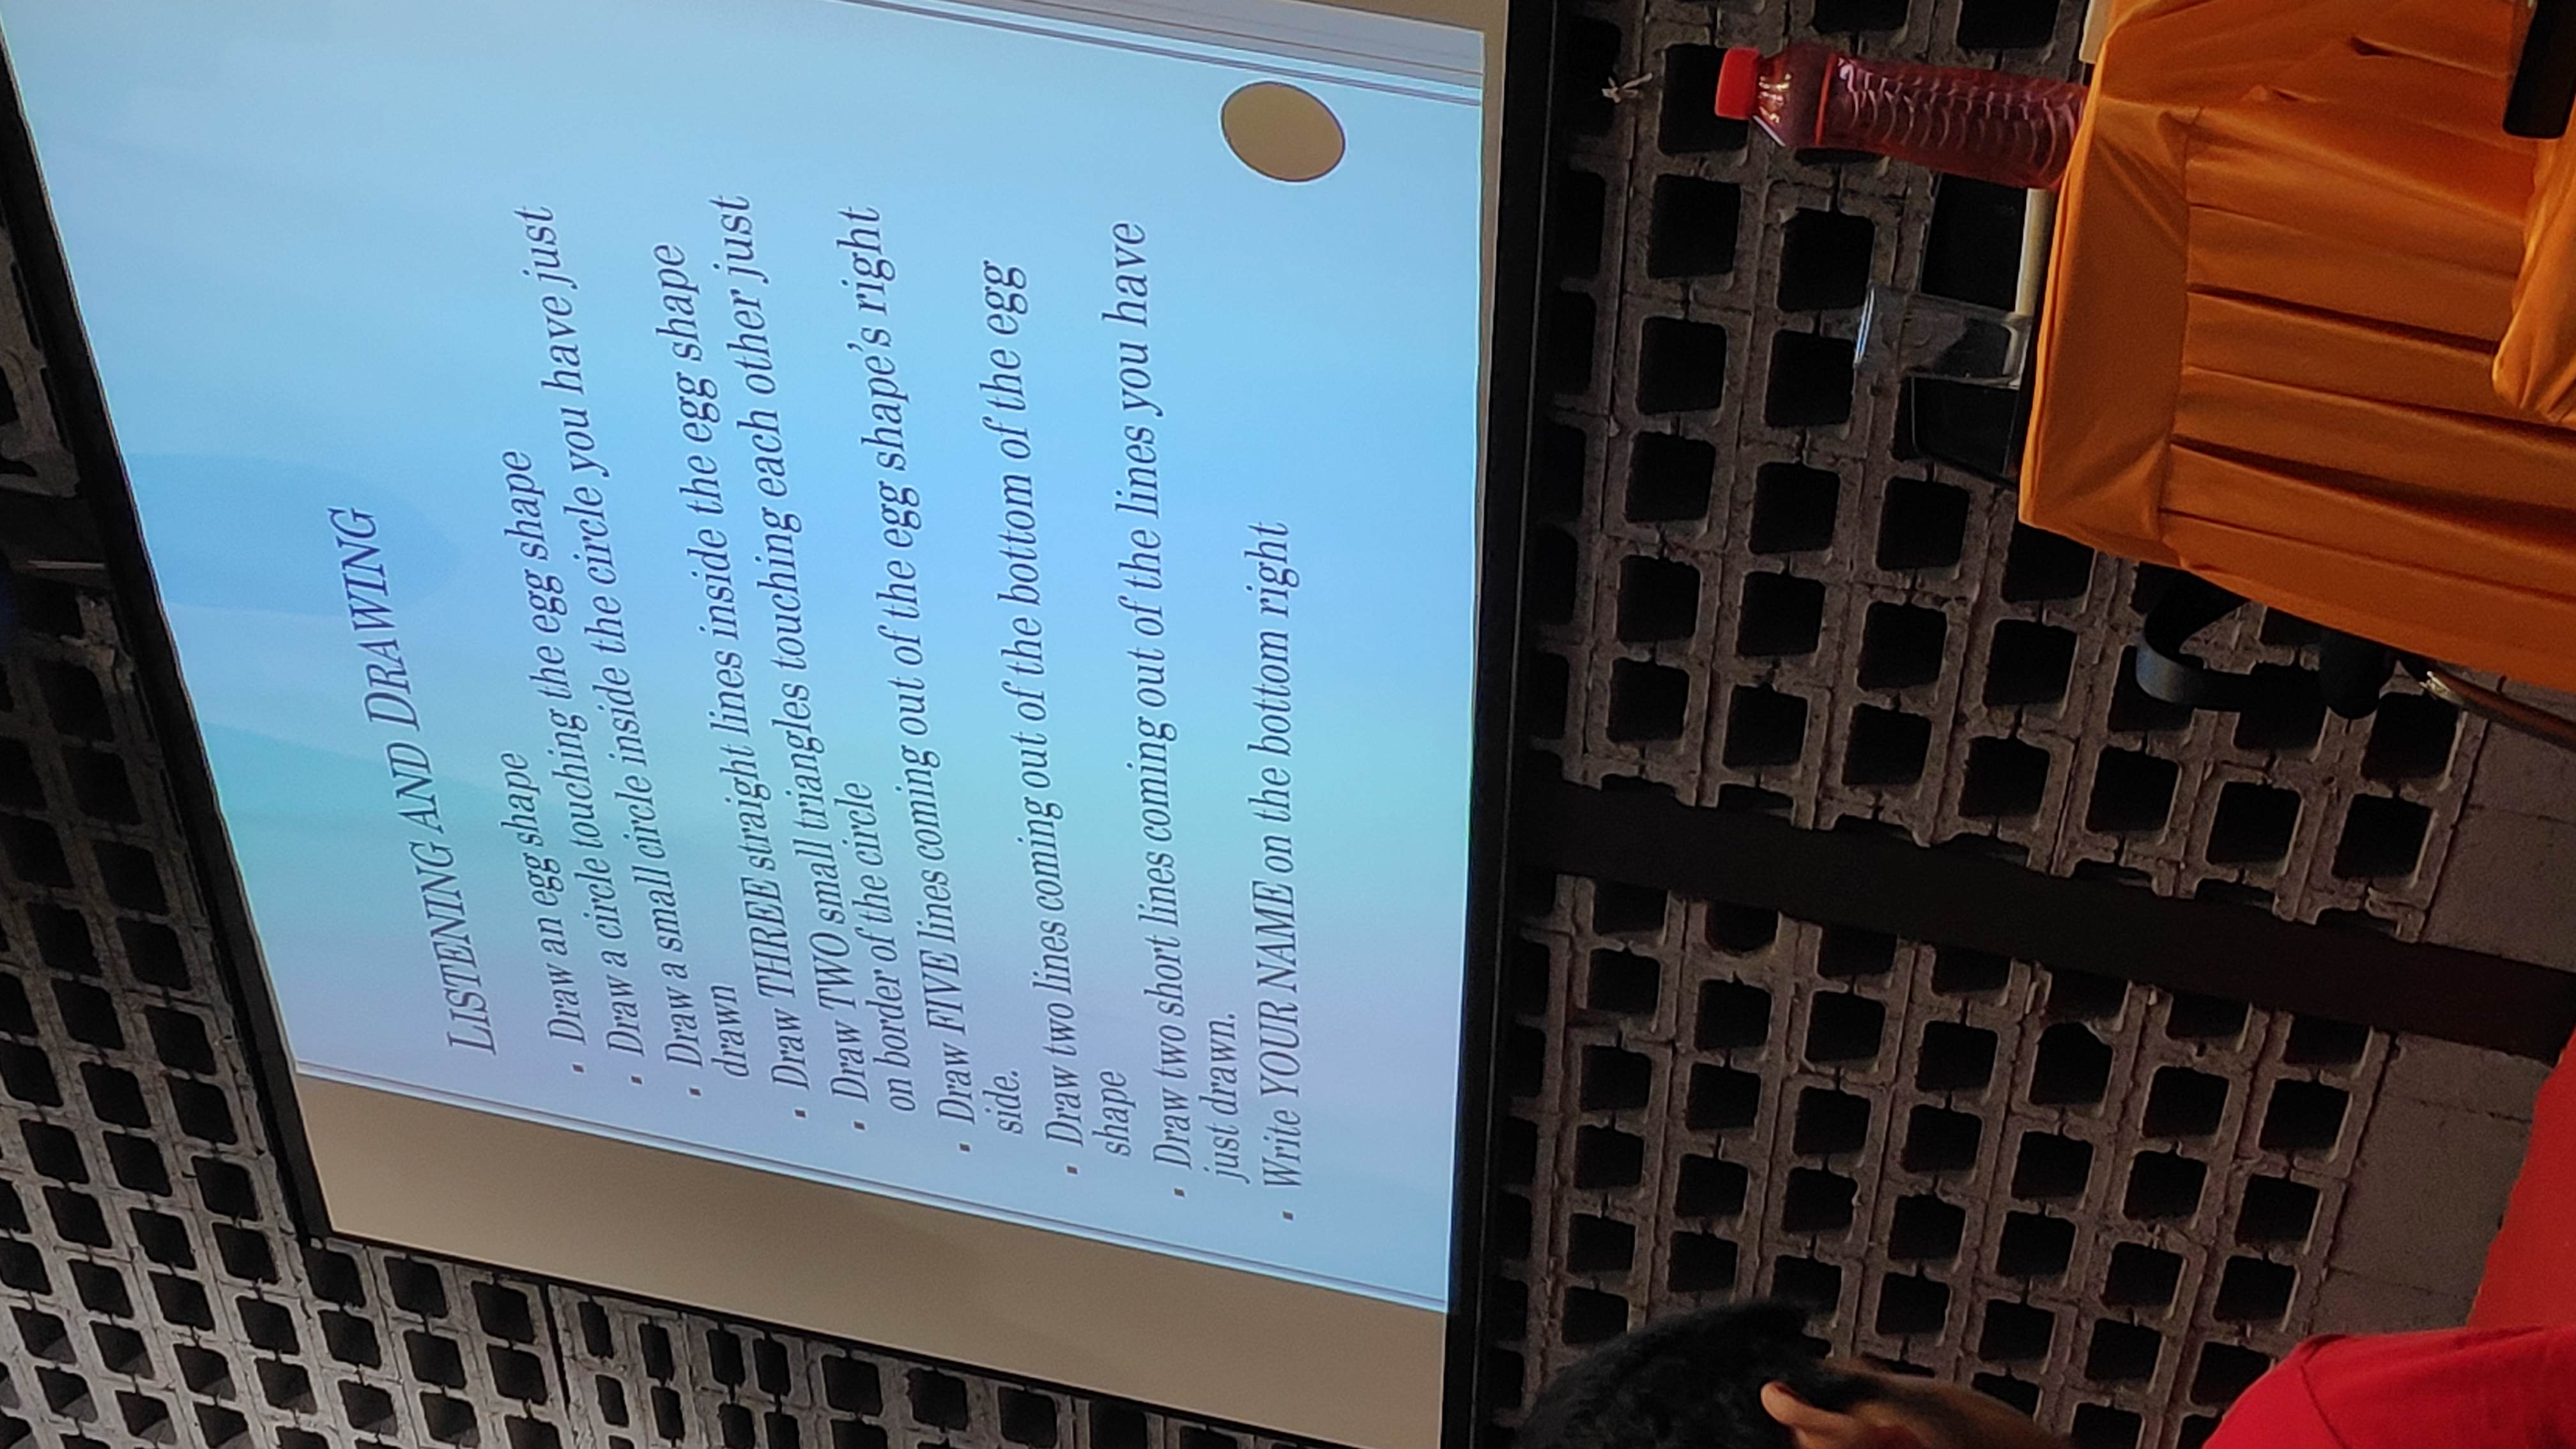 LISTENING AND DRAWING
▪ Draw an egg shape
▪ Draw a circle touching the egg shape
▪ Draw a small circle inside the circle you have just
drawn
▪ Draw THREE straight lines inside the egg shape
▪ Draw TWO small triangles touching each other just
on border of the circle
▪ Draw FIVE lines coming out of the egg shape's right
side.
▪ Draw two lines coming out of the bottom of the egg
shape
▪ Draw two short lines coming out of the lines you have
just drawn.
▪ Write YOUR NAME on the bottom right